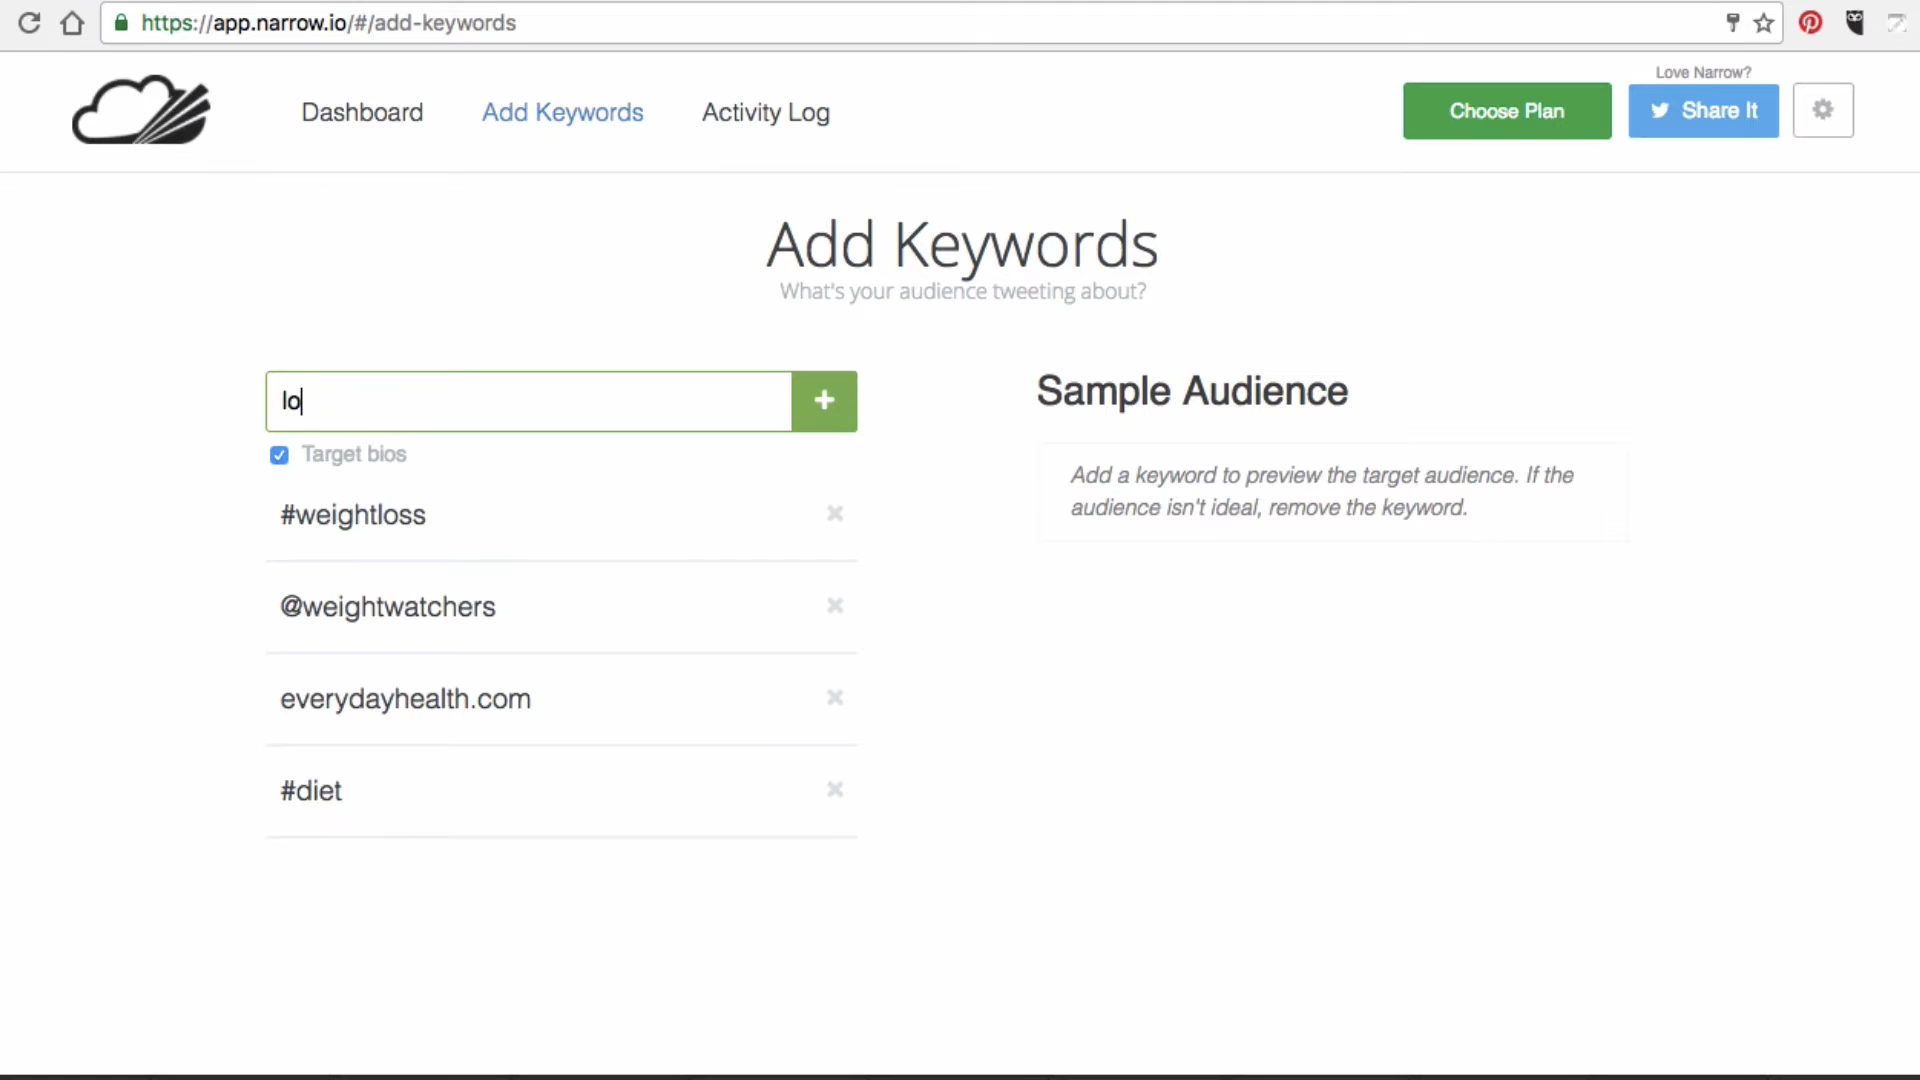 https://app.narrow.io/#/add-keywords
Love Narrow?
Dashboard
Add Keywords
Activity Log
Choose Plan
Share It
Add Keywords
What's your audience tweeting about?
lo
Target bios
#weightloss
@weightwatchers
everydayhealth.com
#diet
Sample Audience
Add a keyword to preview the target audience. If the
audience isn't ideal, remove the keyword.